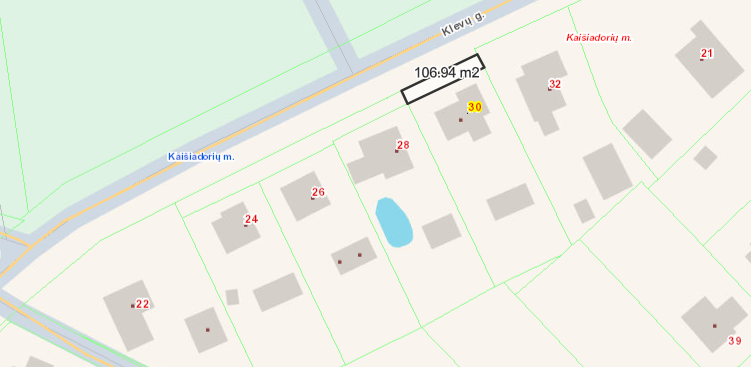 Klevų g.
Kaišiadorių m.
21
106.94 m2
32
30
28
Kaišiadorių m.
26
24
22
39